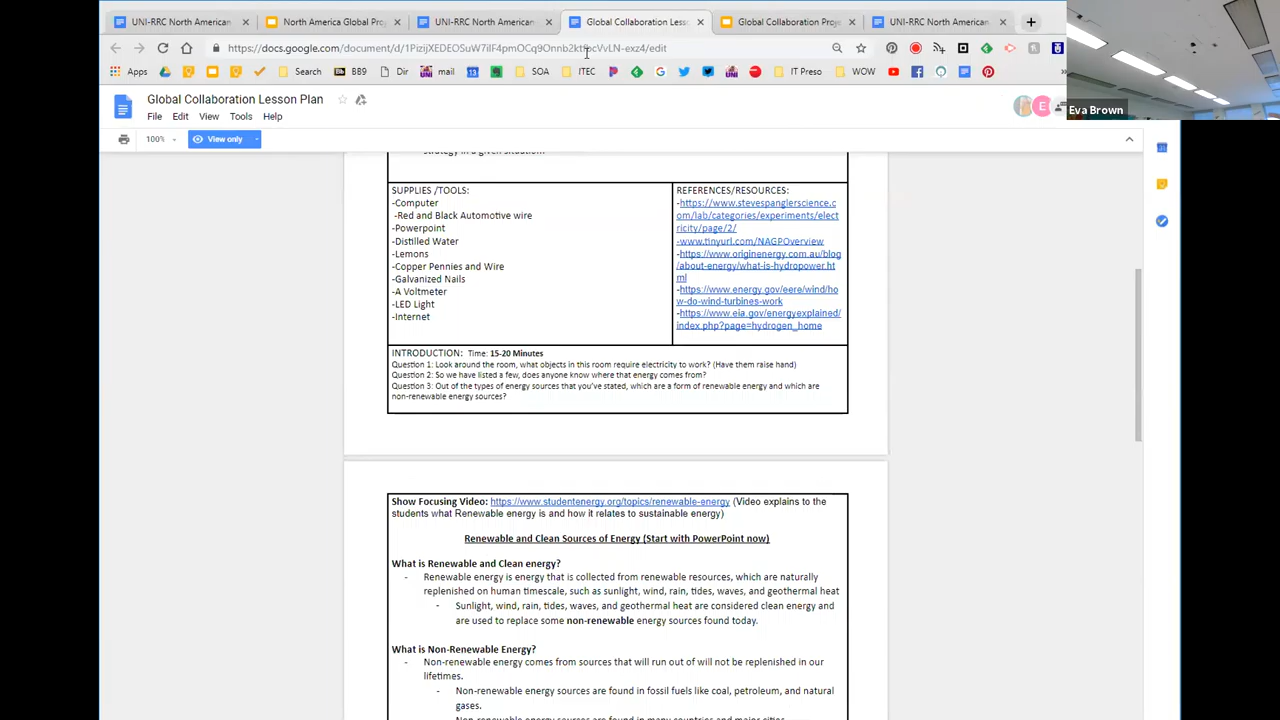 UNI-RRC North American
North America Global Pro
UNI-RRC North American
Global Collaboration Less
Global Collaboration Proj
UNI-RRC North American
Apps
Search
BB9
Dir
mail
SOA
ITEC
IT Preso
WOW
Eva Brown
Global Collaboration Lesson Plan
File Edit View Tools Help
100%
View only
SUPPLIES /TOOLS:
-Computer
-Red and Black Automotive wire
-Powerpoint
-Distilled Water
-Lemons
-Copper Pennies and Wire
-Galvanized Nails
-A Voltmeter
-LED Light
-Internet
REFERENCES/RESOURCES:
-https://www.stevespanglerscience.c
om/lab/categories/experiments/elect
ricity/page/2/
-www.tinyurl.com/NAGPOverview
-https://www.originenergy.com.au/blog
/about-energy/what-is-hydropower.ht
ml
-https://www.energy.gov/eere/wind/ho
w-do-wind-turbines-work
-https://www.eia.gov/energyexplained/
index.php?page=hydrogen_home
INTRODUCTION: Time: 15-20 Minutes
Question 1: Look around the room, what objects in this room require electricity to work? (Have them raise hand)
Question 2: So we have listed a few, does anyone know where that energy comes from?
Question 3: Out of the types of energy sources that you've stated, which are a form of renewable energy and which are
non-renewable energy sources?
Show Focusing Video: https://www.studentenergy.org/topics/renewable-energy (Video explains to the
students what Renewable energy is and how it relates to sustainable energy)
Renewable and Clean Sources of Energy (Start with PowerPoint now)
What is Renewable and Clean energy?
- Renewable energy is energy that is collected from renewable resources, which are naturally
replenished on human timescale, such as sunlight, wind, rain, tides, waves, and geothermal heat
- Sunlight, wind, rain, tides, waves, and geothermal heat are considered clean energy and
are used to replace some non-renewable energy sources found today.
What is Non-Renewable Energy?
- Non-renewable energy comes from sources that will run out of will not be replenished in our
lifetimes.
- Non-renewable energy sources are found in fossil fuels like coal, petroleum, and natural
gases.